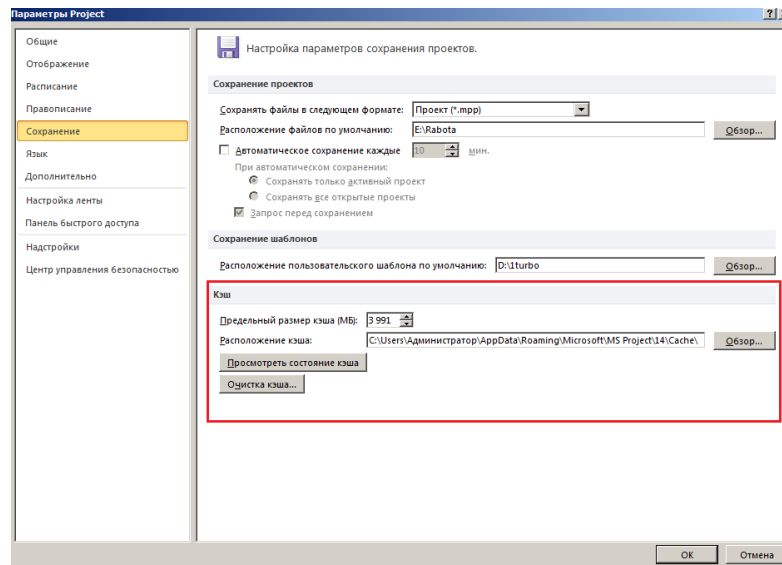 Параметры Project
Общие
Отображение
Расписание
Правописание
Сохранение
Язык
Дополнительно
Настройка ленты
Панель быстрого доступа
Надстройки
Центр управления безопасностью
Настройка параметров сохранения проектов.
Сохранение проектов
Сохранять файлы в следующем формате: Проект (*.mpp)
Расположение файлов по умолчанию: E:\Rabota Обзор...
Автоматическое сохранение каждые 10 мин.
При автоматическом сохранении:
Сохранять только активный проект
Сохранять все открытые проекты
Запрос перед сохранением
Сохранение шаблонов
Расположение пользовательского шаблона по умолчанию: D:\1turbo Обзор...
Кэш
Предельный размер кэша (МБ): 3 991
Расположение кэша: C:\Users\Администратор\AppData\Roaming\Microsoft\MS Project\14\Cache\ Обзор...
Просмотреть состояние кэша
Очистка кэша...
ОК Отмена